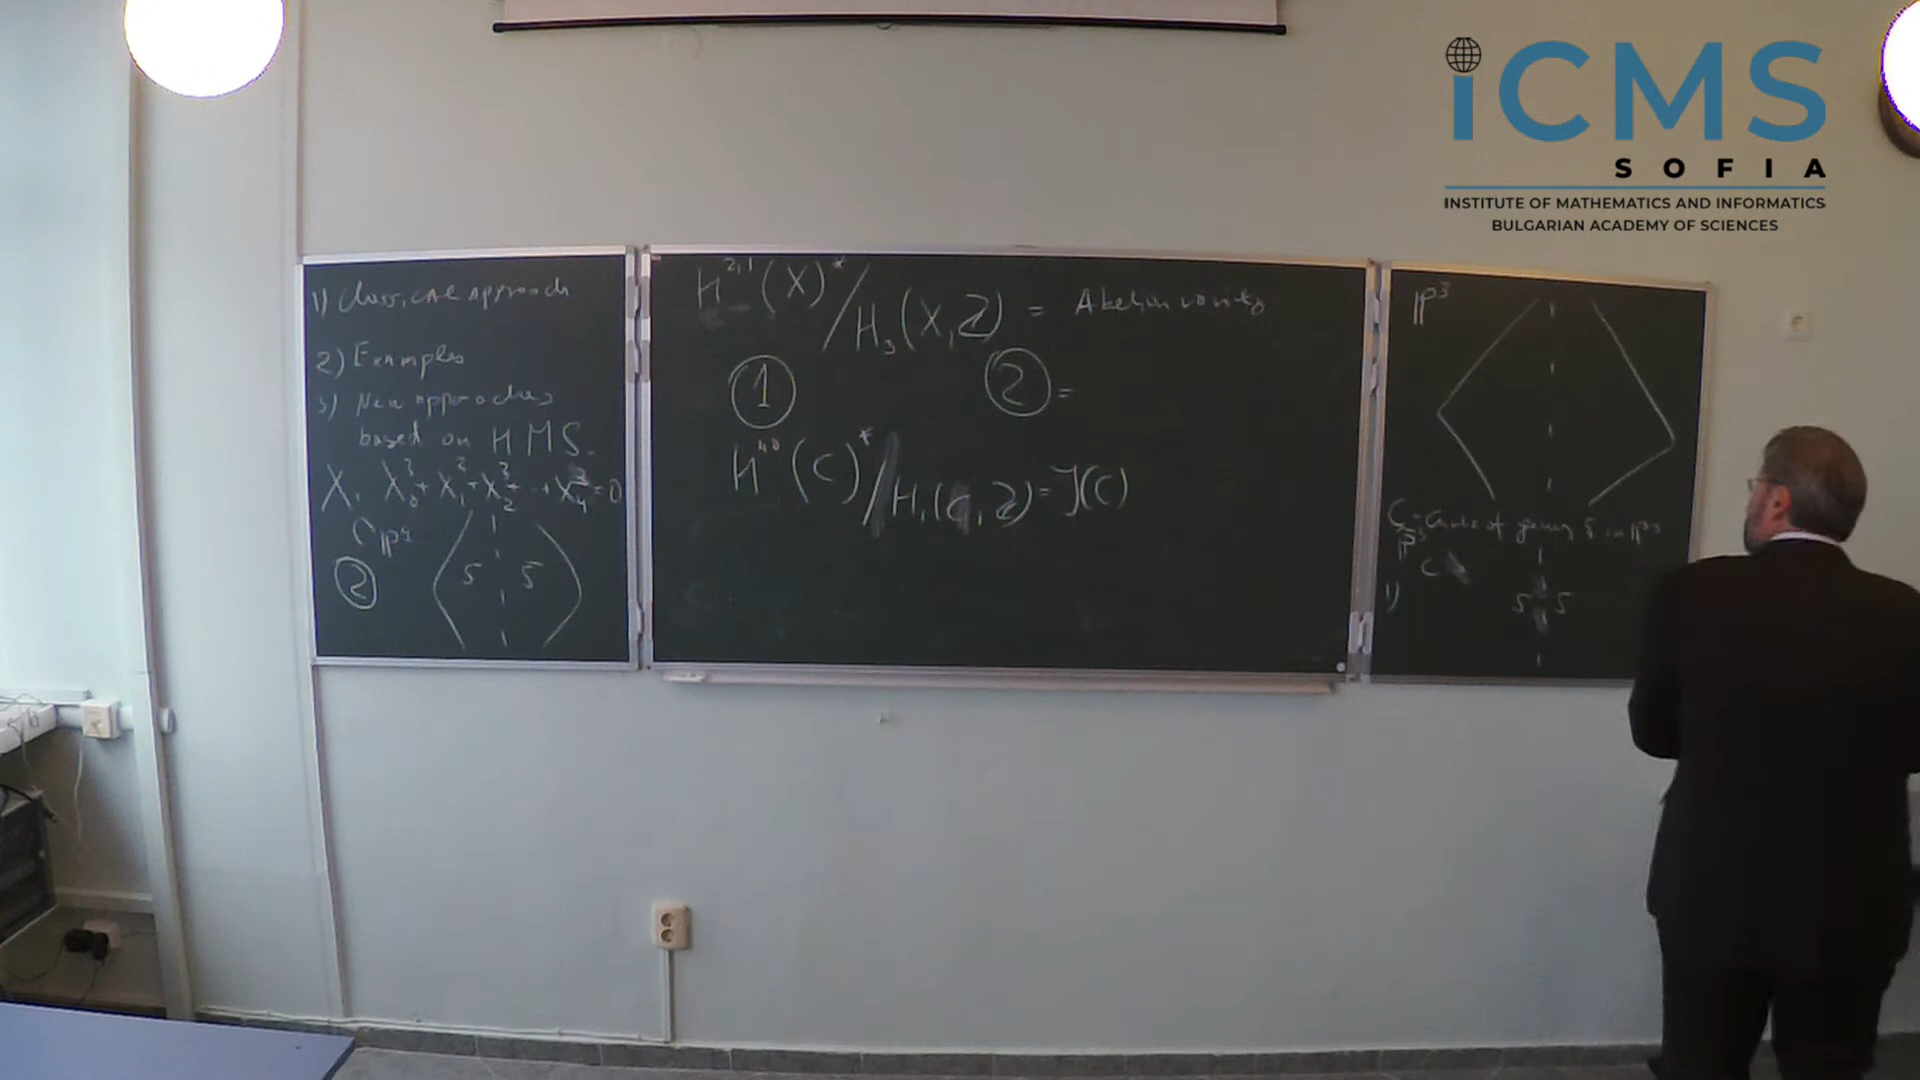 iCMS
SOFIA
INSTITUTE OF MATHEMATICS AND INFORMATICS
BULGARIAN ACADEMY OF SCIENCES
1) Classical approach
2) Examples
3) New approaches
based on HMS.
X, X₀³+X₁³+X₂³+..+X₄³=0
⊂ P⁴
②
5 5
H²,¹(X)*/H₃(X,Z) = Abelian variety
① ② =
H¹⁰(C)*/H₁(C,Z)=J(C)
P³
C - curve of genus 5 in P³
P³
C
1)
5 5